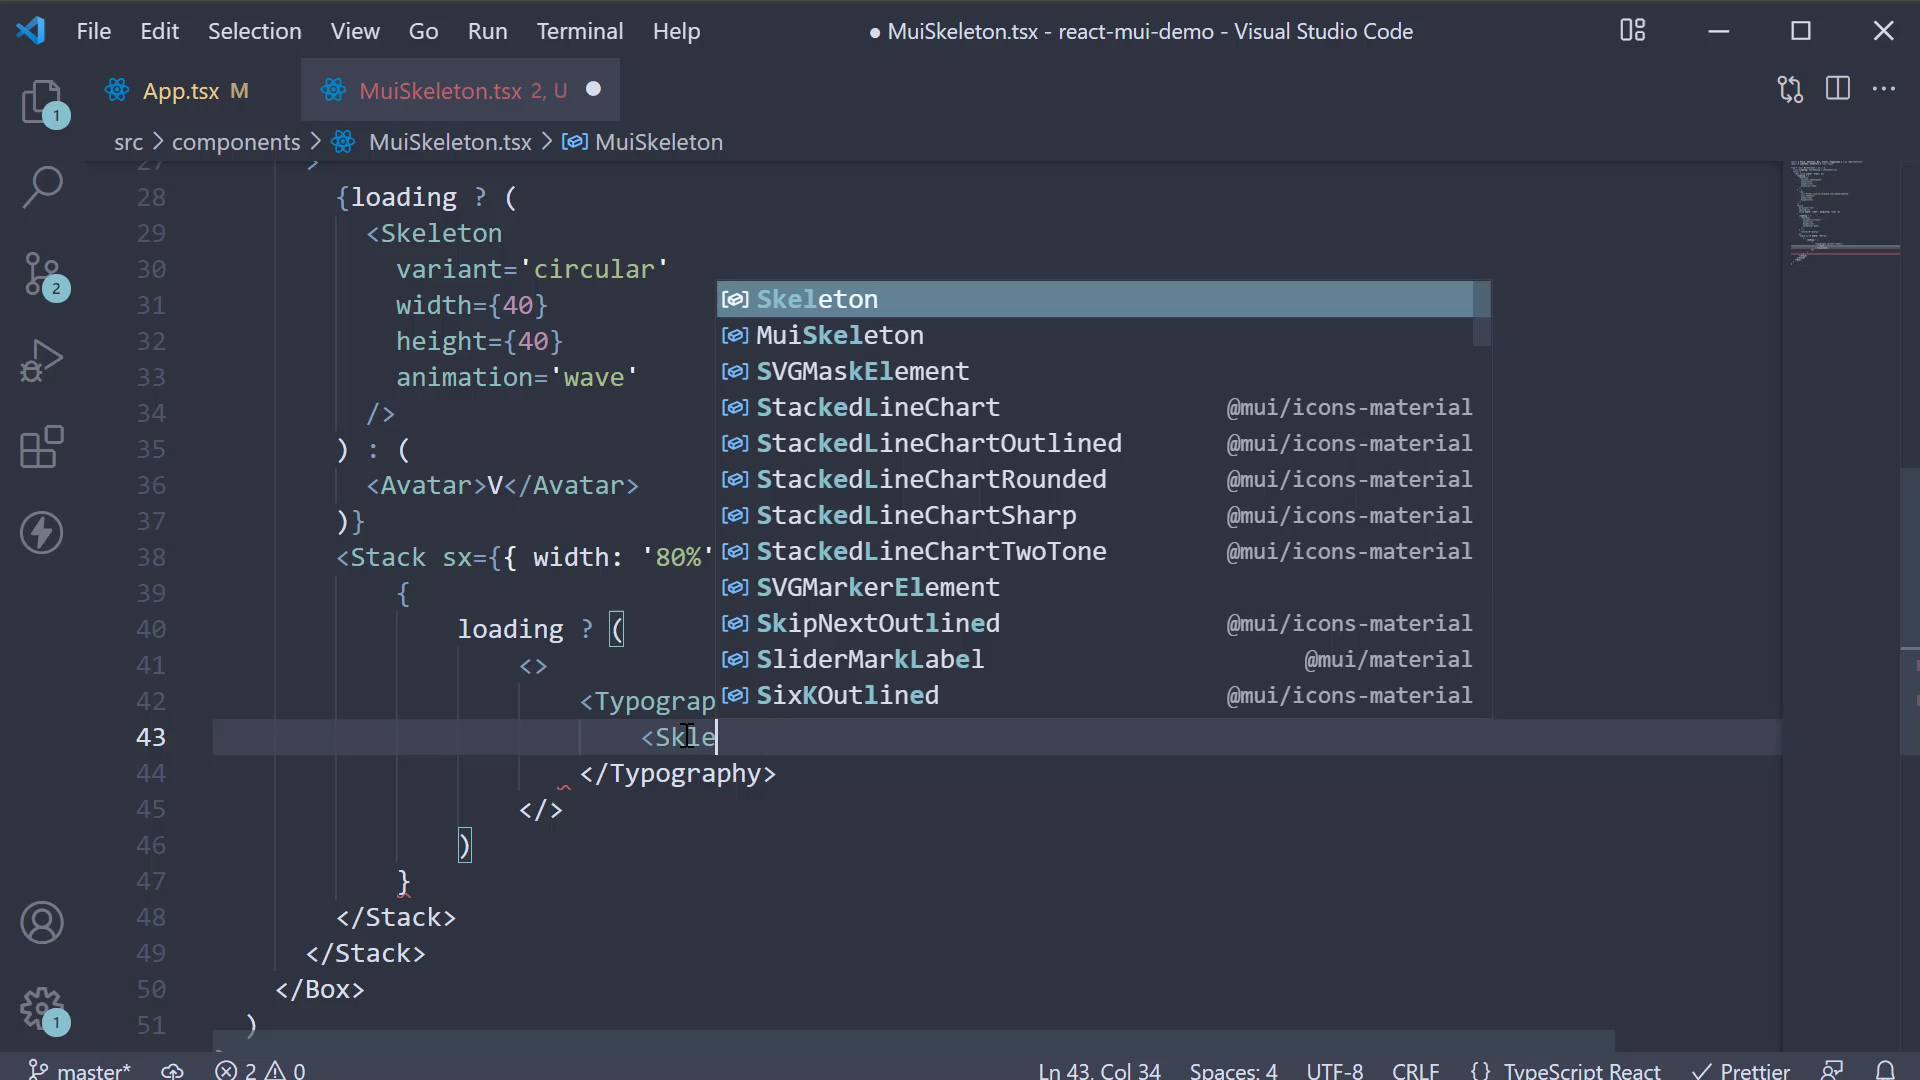 File Edit Selection View Go Run Terminal Help
● MuiSkeleton.tsx - react-mui-demo - Visual Studio Code
App.tsx M
MuiSkeleton.tsx 2, U
src > components > MuiSkeleton.tsx > MuiSkeleton
27 >
28 {loading ? (
29 <Skeleton
30 variant='circular'
31 width={40}
32 height={40}
33 animation='wave'
34 />
35 ) : (
36 <Avatar>V</Avatar>
37 )}
38 <Stack sx={{ width: '80%'
39 {
40 loading ? (
41 <>
42 <Typograp
43 <Skle
44 </Typography>
45 </>
46 )
47 }
48 </Stack>
49 </Stack>
50 </Box>
51 )
Skeleton
MuiSkeleton
SVGMaskElement
StackedLineChart @mui/icons-material
StackedLineChartOutlined @mui/icons-material
StackedLineChartRounded @mui/icons-material
StackedLineChartSharp @mui/icons-material
StackedLineChartTwoTone @mui/icons-material
SVGMarkerElement
SkipNextOutlined @mui/icons-material
SliderMarkLabel @mui/material
SixKOutlined @mui/icons-material
1
2
1
master* 2 0
Ln 43, Col 34 Spaces: 4 UTF-8 CRLF {} TypeScript React Prettier